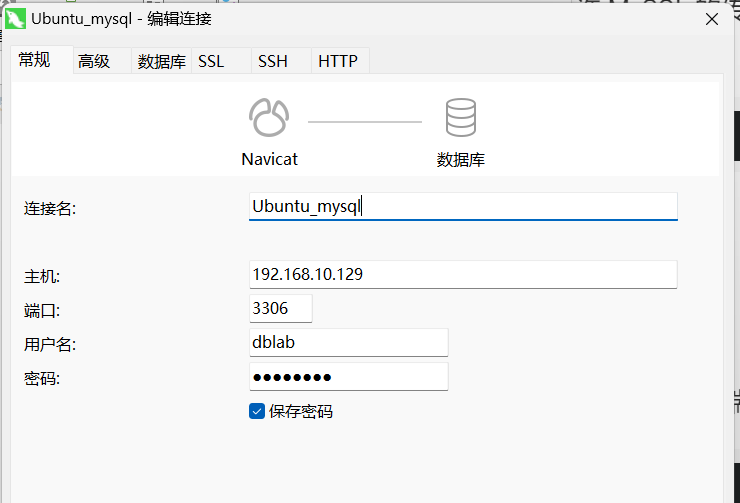 Ubuntu_mysql - 编辑连接
常规 高级 数据库 SSL SSH HTTP
Navicat 数据库
连接名: Ubuntu_mysql
主机: 192.168.10.129
端口: 3306
用户名: dblab
密码: ●●●●●●●●
保存密码